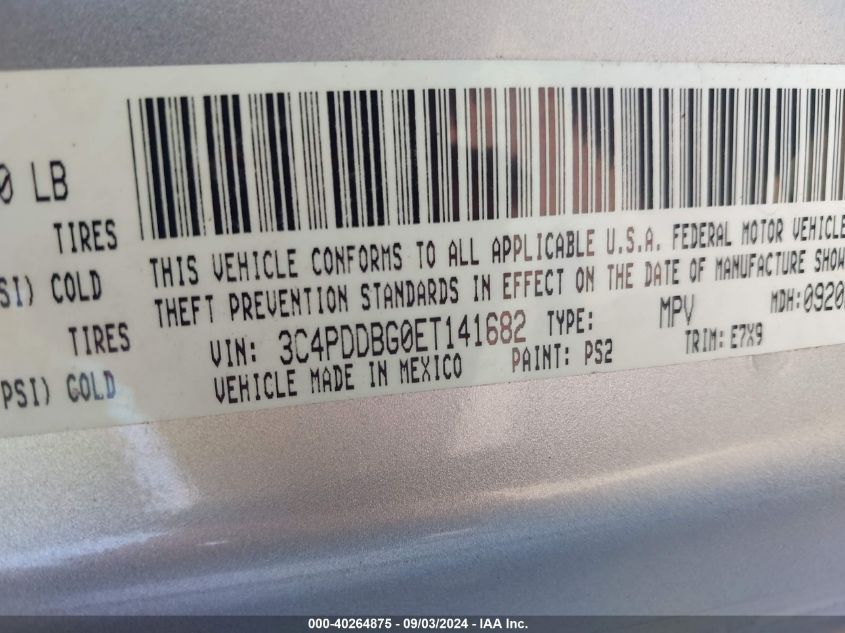 0 LB
TIRES
SI) COLD
TIRES
PSI) COLD
THIS VEHICLE CONFORMS TO ALL APPLICABLE U.S.A. FEDERAL MOTOR VEHICLE
THEFT PREVENTION STANDARDS IN EFFECT ON THE DATE OF MANUFACTURE SHOW
VIN: 3C4PDDBG0ET141682 TYPE: MPV MDH: 0920
VEHICLE MADE IN MEXICO PAINT: PS2 TRIM: E7X9
000-40264875 - 09/03/2024 - IAA Inc.